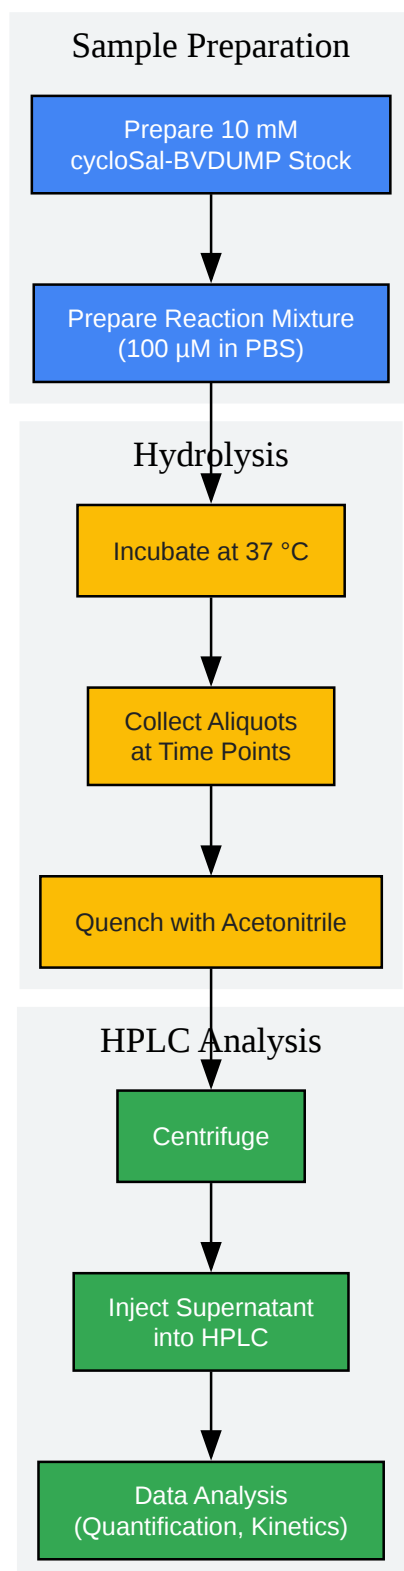 Sample Preparation
Prepare 10 mM
cycloSal-BVDUMP Stock
Prepare Reaction Mixture
(100 µM in PBS)
Hydrolysis
Incubate at 37 °C
Collect Aliquots
at Time Points
Quench with Acetonitrile
HPLC Analysis
Centrifuge
Inject Supernatant
into HPLC
Data Analysis
(Quantification, Kinetics)